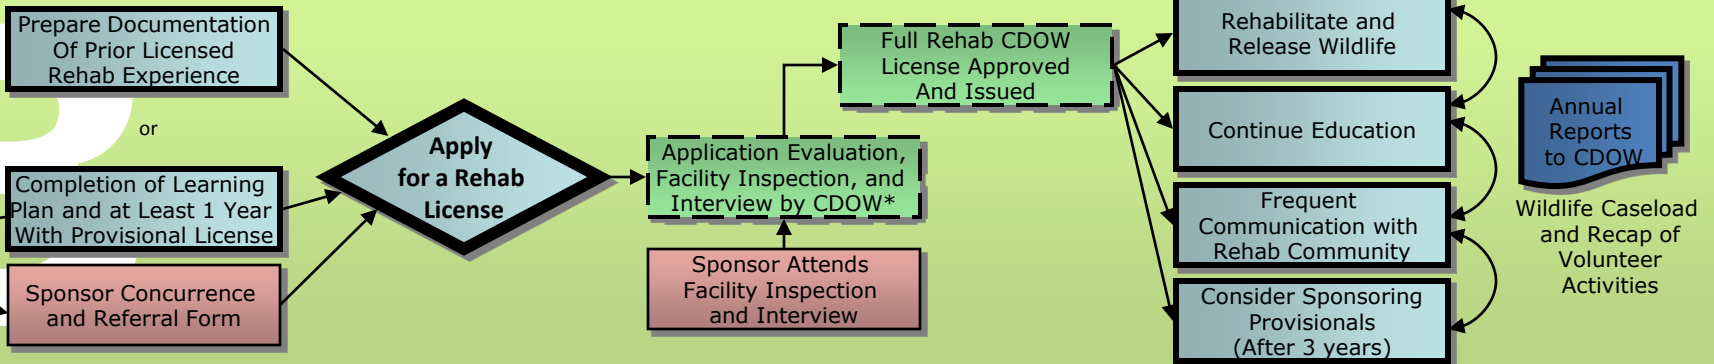 Prepare Documentation
Of Prior Licensed
Rehab Experience
or
Completion of Learning
Plan and at Least 1 Year
With Provisional License
Sponsor Concurrence
and Referral Form
Apply
for a Rehab
License
Application Evaluation,
Facility Inspection, and
Interview by CDOW*
Sponsor Attends
Facility Inspection
and Interview
Full Rehab CDOW
License Approved
And Issued
Rehabilitate and
Release Wildlife
Continue Education
Frequent
Communication with
Rehab Community
Consider Sponsoring
Provisionals
(After 3 years)
Annual
Reports
to CDOW
Wildlife Caseload
and Recap of
Volunteer
Activities